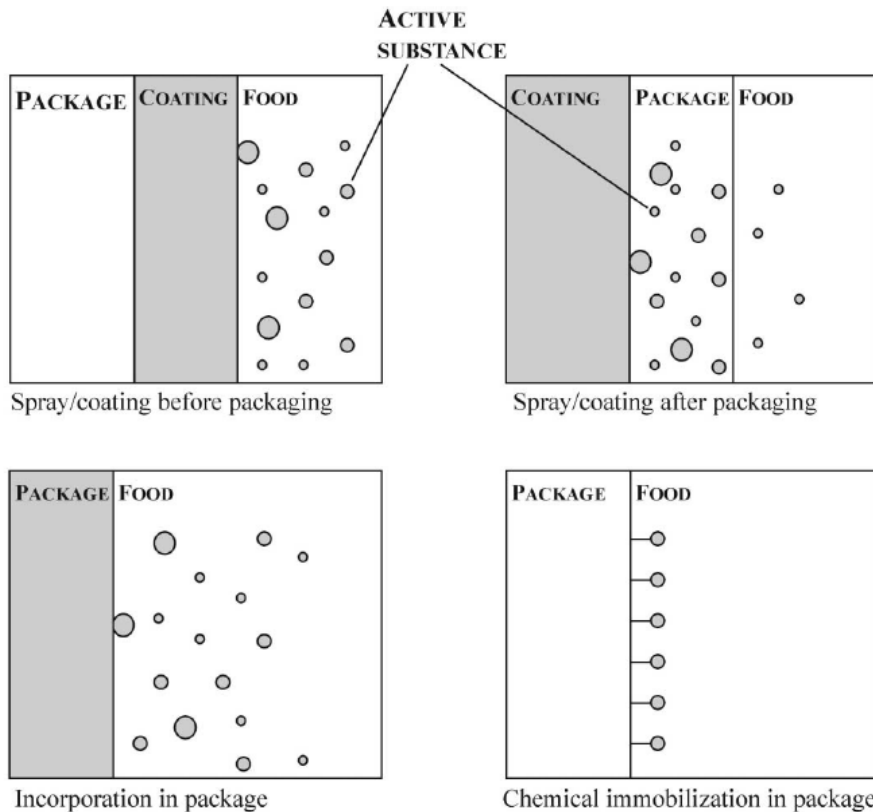 ACTIVE
SUBSTANCE
PACKAGE COATING FOOD
COATING PACKAGE FOOD
Spray/coating before packaging
Spray/coating after packaging
PACKAGE FOOD
PACKAGE FOOD
Incorporation in package
Chemical immobilization in package